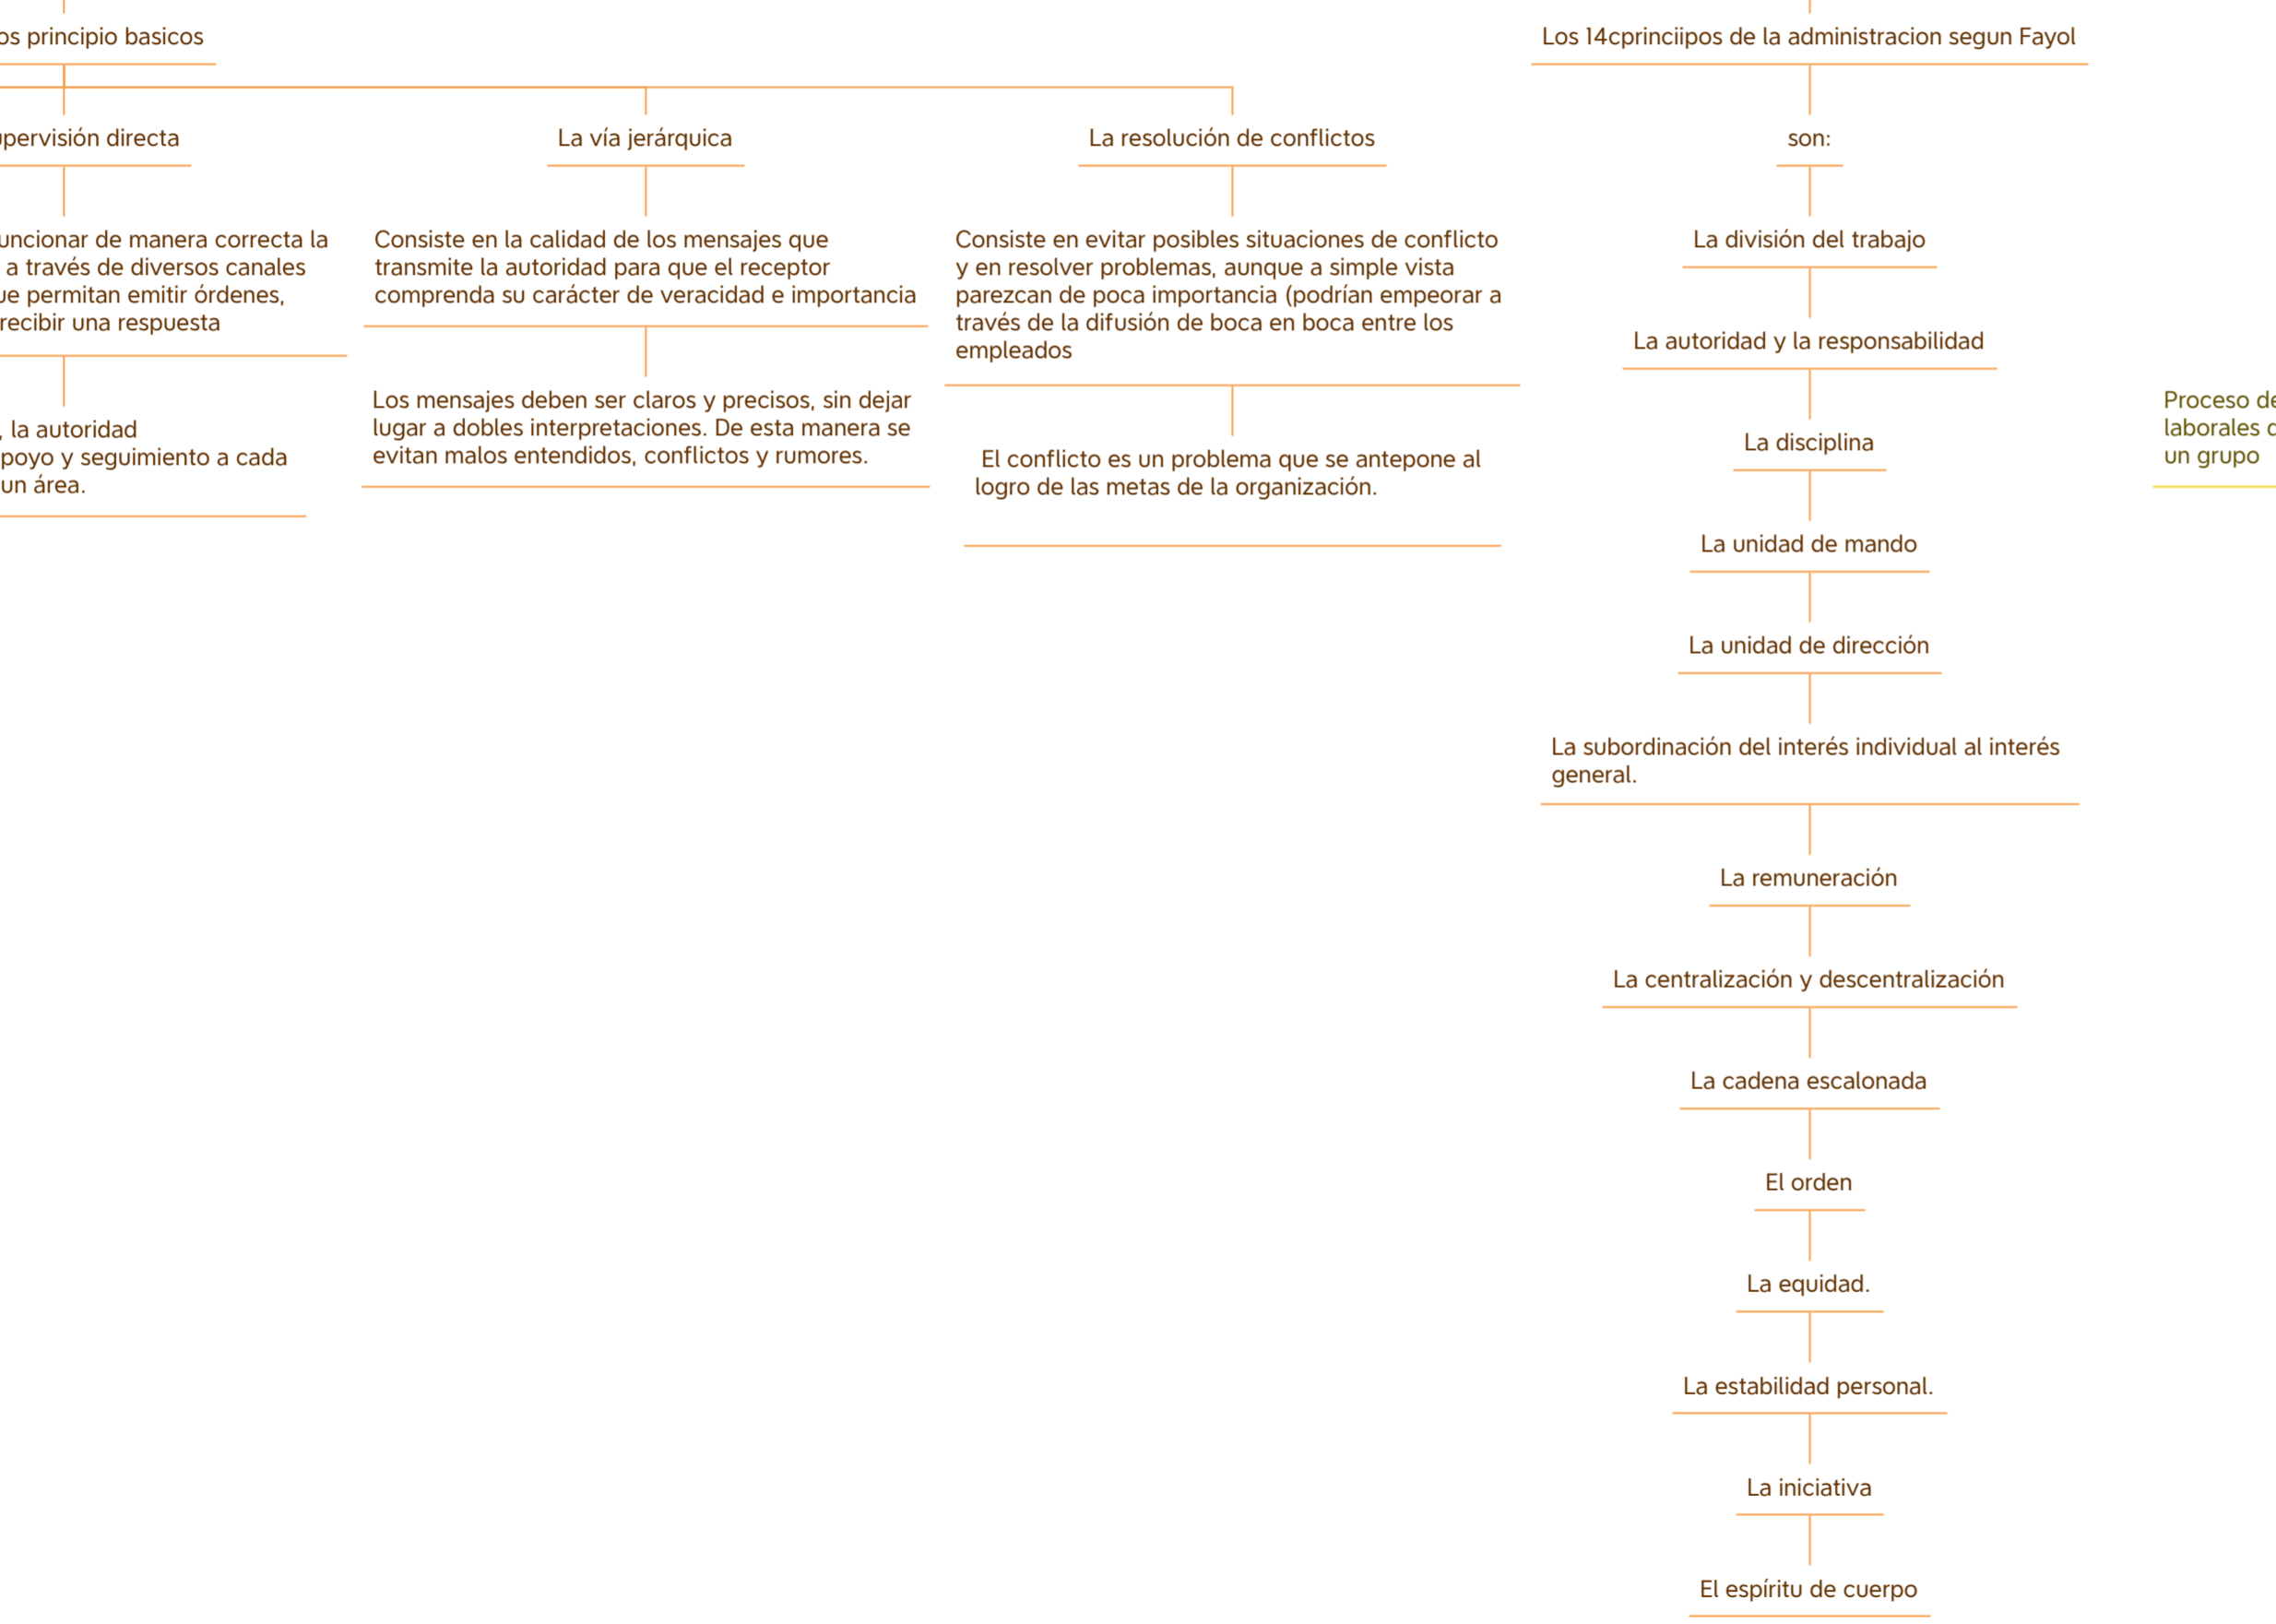 os principio basicos
upervisión directa
uncionar de manera correcta la
a través de diversos canales
ue permitan emitir órdenes,
recibir una respuesta
, la autoridad
poyo y seguimiento a cada
un área.
La vía jerárquica
Consiste en la calidad de los mensajes que
transmite la autoridad para que el receptor
comprenda su carácter de veracidad e importancia
Los mensajes deben ser claros y precisos, sin dejar
lugar a dobles interpretaciones. De esta manera se
evitan malos entendidos, conflictos y rumores.
La resolución de conflictos
Consiste en evitar posibles situaciones de conflicto
y en resolver problemas, aunque a simple vista
parezcan de poca importancia (podrían empeorar a
través de la difusión de boca en boca entre los
empleados
El conflicto es un problema que se antepone al
logro de las metas de la organización.
Los 14cprinciipos de la administracion segun Fayol
son:
La división del trabajo
La autoridad y la responsabilidad
La disciplina
La unidad de mando
La unidad de dirección
La subordinación del interés individual al interés
general.
La remuneración
La centralización y descentralización
La cadena escalonada
El orden
La equidad.
La estabilidad personal.
La iniciativa
El espíritu de cuerpo
Proceso de
laborales
un grupo